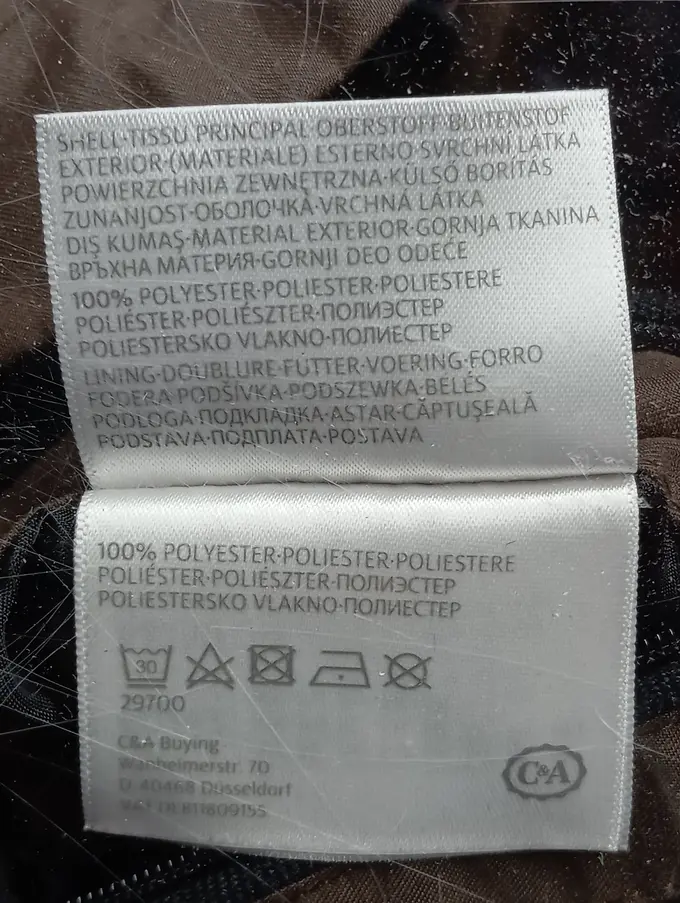 SHELL·TISSU PRINCIPAL·OBERSTOFF·BUITENSTOF
EXTERIOR·(MATERIALE) ESTERNO·SVRCHNÍ LÁTKA
POWIERZCHNIA ZEWNĘTRZNA·KÜLSŐ BORÍTÁS
ZUNANJOST·ОБОЛОЧКА·VRCHNÁ LÁTKA
DIŞ KUMAŞ·MATERIAL EXTERIOR·GORNJA TKANINA
ВРЪХНА МАТЕРИЯ·GORNJI DEO ODEĆE
100% POLYESTER·POLIESTER·POLIESTERE
POLIÉSTER·POLIÉSZTER·ПОЛИЭСТЕР
POLIESTERSKO VLAKNO·ПОЛИЕСТЕР
LINING·DOUBLURE·FUTTER·VOERING·FORRO
FODERA·PODŠÍVKA·PODSZEWKA·BELÉS
PODLOGA·ПОДКЛАДКА·ASTAR·CĂPTUŞEALĂ
PODSTAVA·ПОДПЛАТА·POSTAVA
100% POLYESTER·POLIESTER·POLIESTERE
POLIÉSTER·POLIÉSZTER·ПОЛИЭСТЕР
POLIESTERSKO VLAKNO·ПОЛИЕСТЕР
30
29700
C&A Buying
Wanheimerstr. 70
D-40468 Düsseldorf
VAT DE811809155
C&A